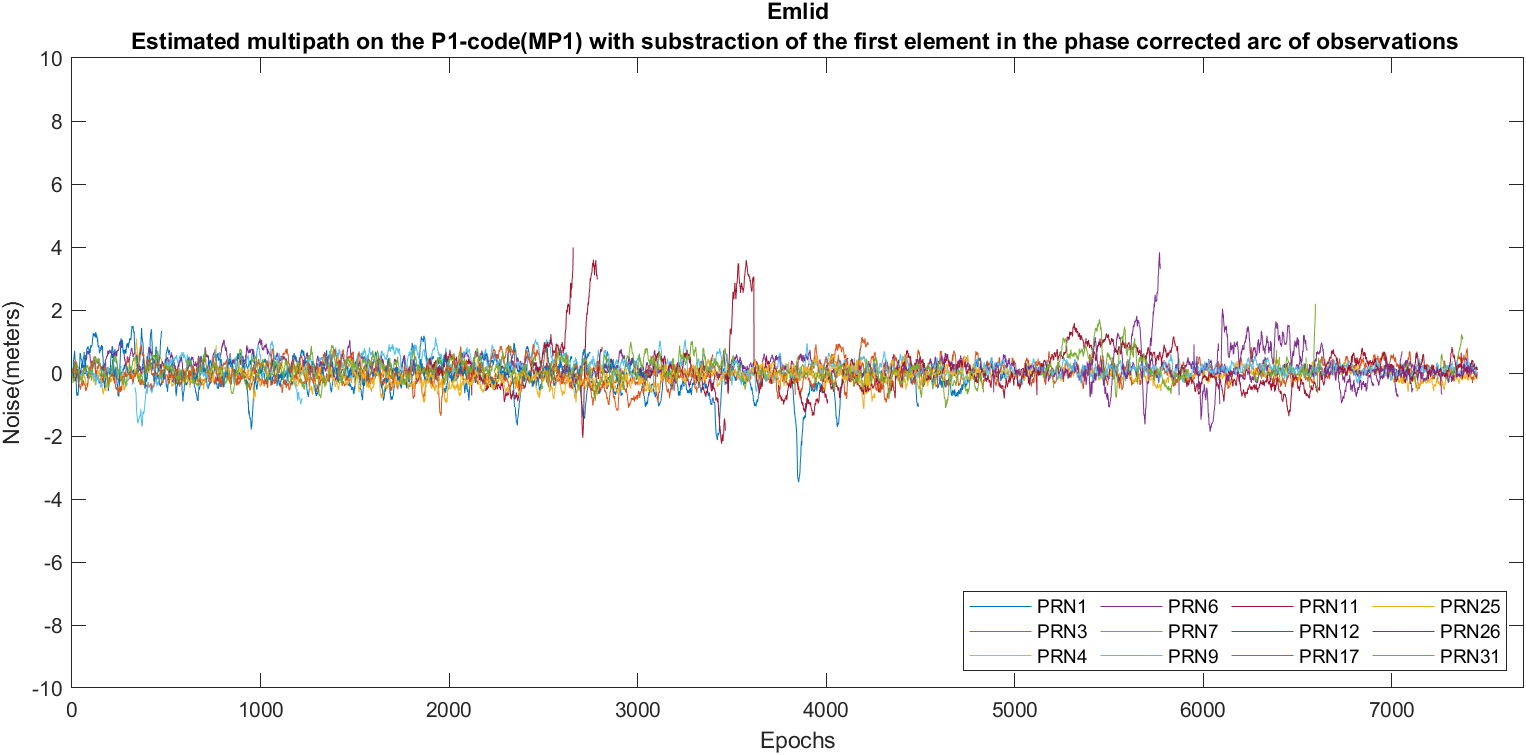 Emlid
Estimated multipath on the P1-code(MP1) with substraction of the first element in the phase corrected arc of observations
10
8
6
4
2
0
-2
-4
-6
-8
-10
Noise(meters)
0 1000 2000 3000 4000 5000 6000 7000
Epochs
PRN1 PRN6 PRN11 PRN25
PRN3 PRN7 PRN12 PRN26
PRN4 PRN9 PRN17 PRN31